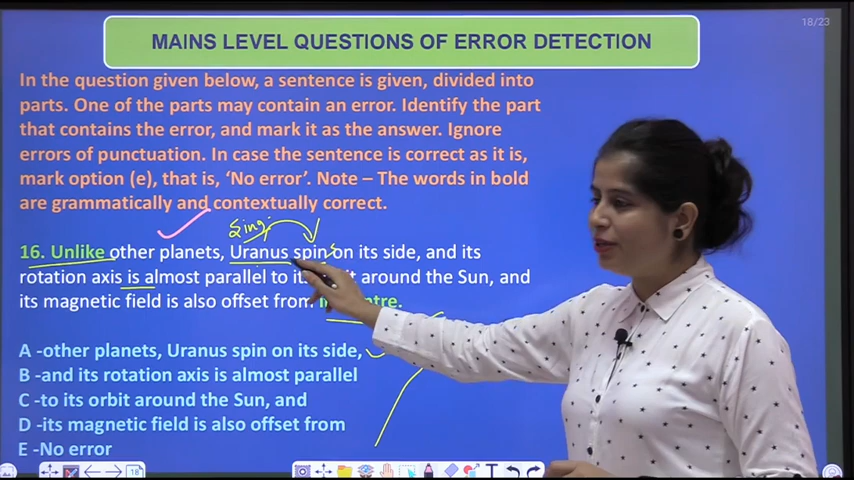 18/23
MAINS LEVEL QUESTIONS OF ERROR DETECTION
In the question given below, a sentence is given, divided into
parts. One of the parts may contain an error. Identify the part
that contains the error, and mark it as the answer. Ignore
errors of punctuation. In case the sentence is correct as it is,
mark option (e), that is, ‘No error’. Note – The words in bold
are grammatically and contextually correct.
Sing.
16. Unlike other planets, Uranus spins on its side, and its
rotation axis is almost parallel to its around the Sun, and
its magnetic field is also offset from
A -other planets, Uranus spin on its side,
B -and its rotation axis is almost parallel
C -to its orbit around the Sun, and
D -its magnetic field is also offset from
E -No error
18